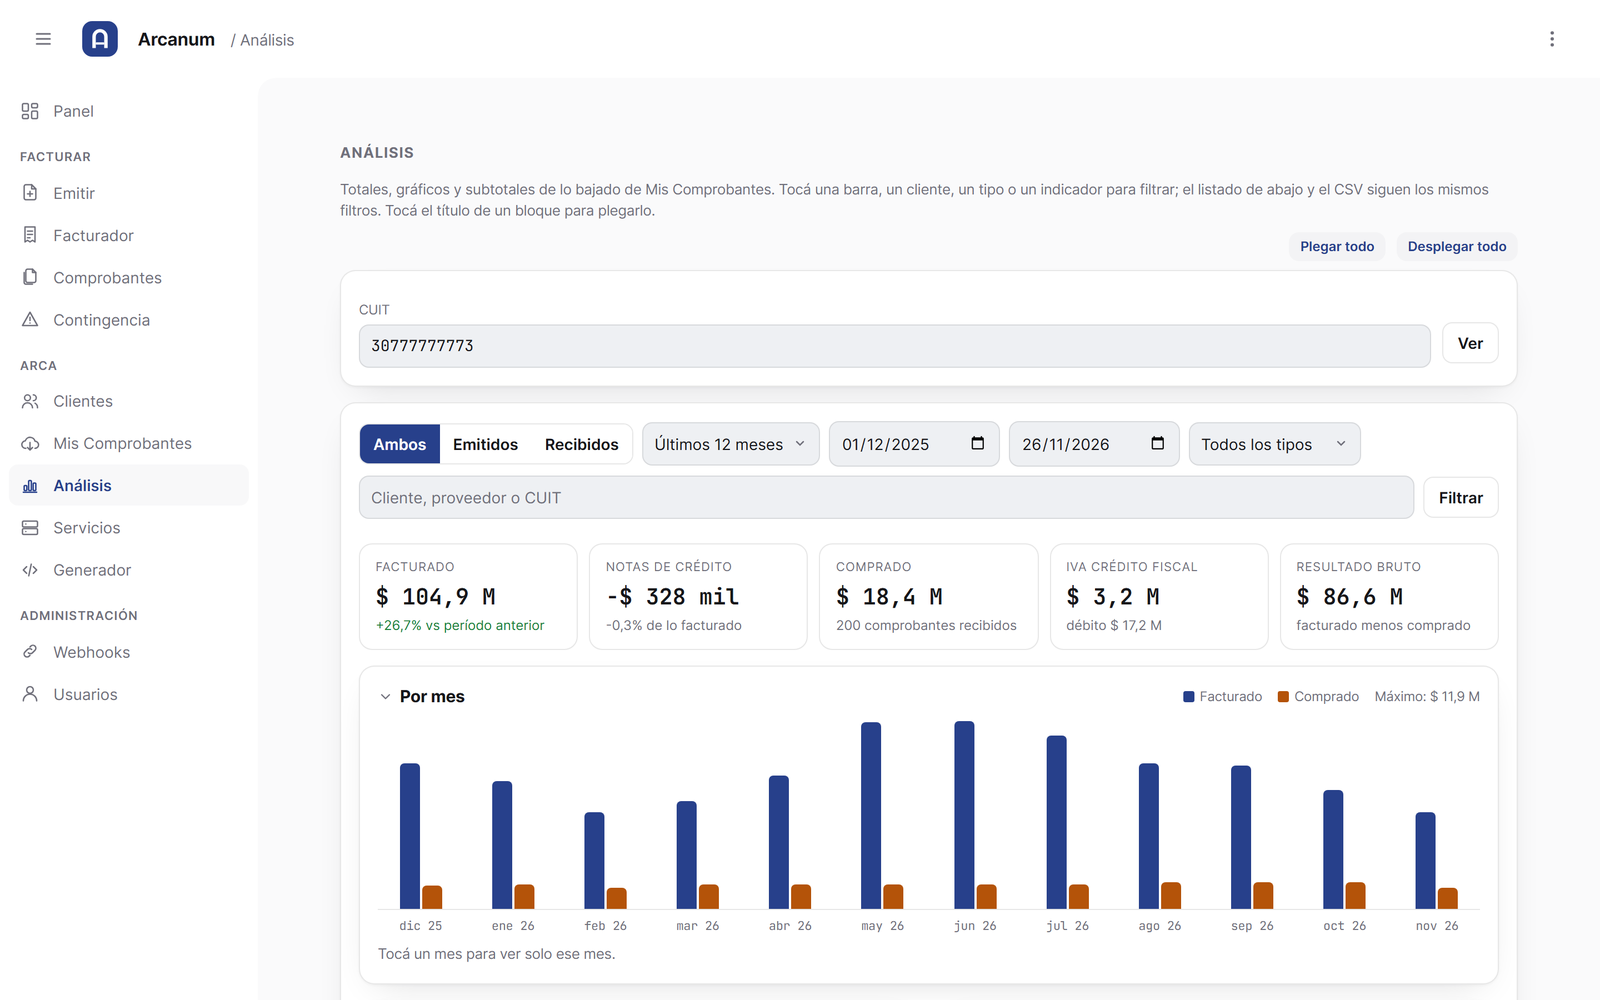 Arcanum / Análisis
Panel
FACTURAR
Emitir
Facturador
Comprobantes
Contingencia
ARCA
Clientes
Mis Comprobantes
Análisis
Servicios
Generador
ADMINISTRACIÓN
Webhooks
Usuarios
ANÁLISIS
Totales, gráficos y subtotales de lo bajado de Mis Comprobantes. Tocá una barra, un cliente, un tipo o un indicador para filtrar; el listado de abajo y el CSV siguen los mismos
filtros. Tocá el título de un bloque para plegarlo.
Plegar todo Desplegar todo
CUIT
30777777773 Ver
Ambos Emitidos Recibidos Últimos 12 meses 01/12/2025 26/11/2026 Todos los tipos
Cliente, proveedor o CUIT Filtrar
FACTURADO
$ 104,9 M
+26,7% vs período anterior
NOTAS DE CRÉDITO
-$ 328 mil
-0,3% de lo facturado
COMPRADO
$ 18,4 M
200 comprobantes recibidos
IVA CRÉDITO FISCAL
$ 3,2 M
débito $ 17,2 M
RESULTADO BRUTO
$ 86,6 M
facturado menos comprado
Por mes Facturado Comprado Máximo: $ 11,9 M
dic 25 ene 26 feb 26 mar 26 abr 26 may 26 jun 26 jul 26 ago 26 sep 26 oct 26 nov 26
Tocá un mes para ver solo ese mes.